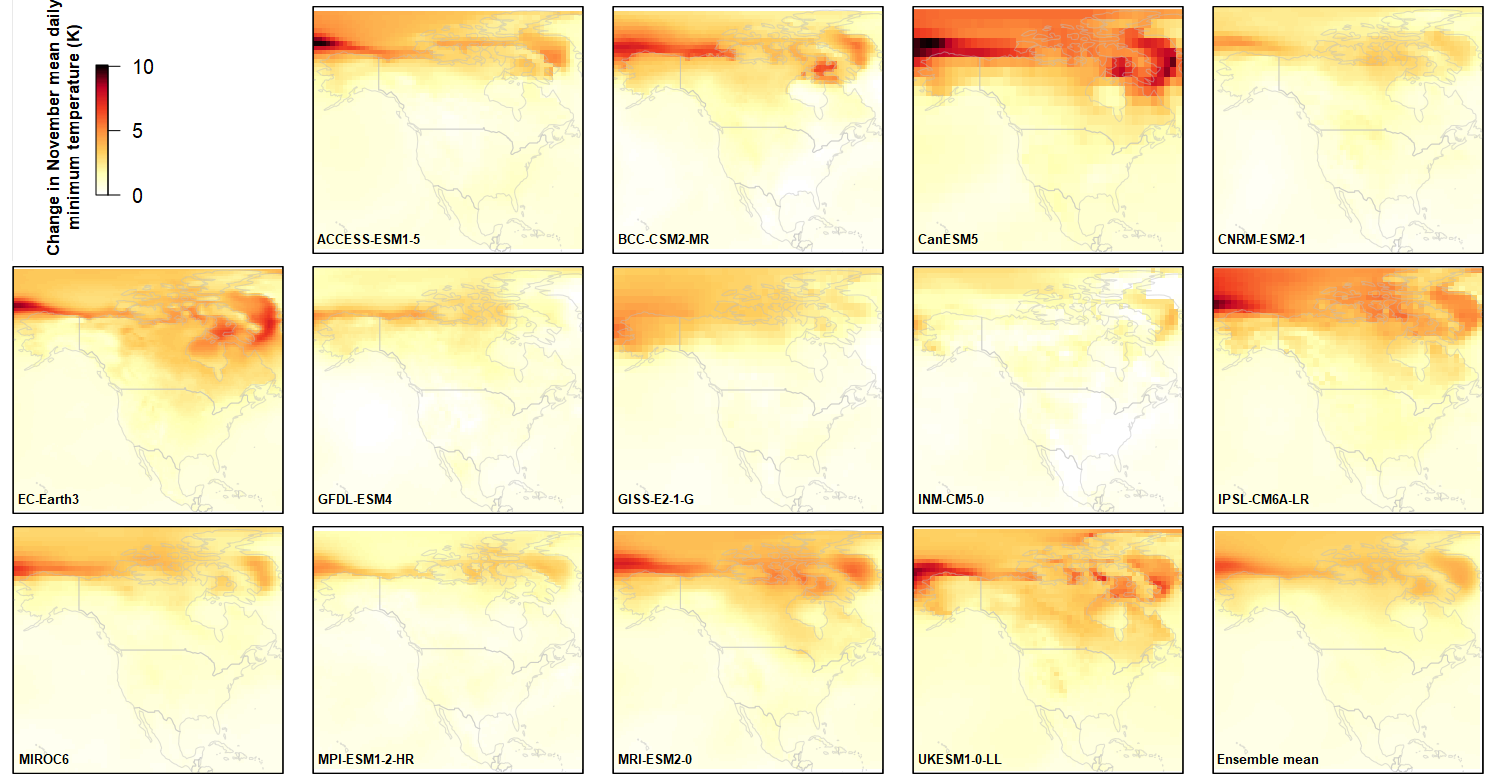 Change in November mean daily
minimum temperature (K)
10
5
0
ACCESS-ESM1-5
BCC-CSM2-MR
CanESM5
CNRM-ESM2-1
EC-Earth3
GFDL-ESM4
GISS-E2-1-G
INM-CM5-0
IPSL-CM6A-LR
MIROC6
MPI-ESM1-2-HR
MRI-ESM2-0
UKESM1-0-LL
Ensemble mean